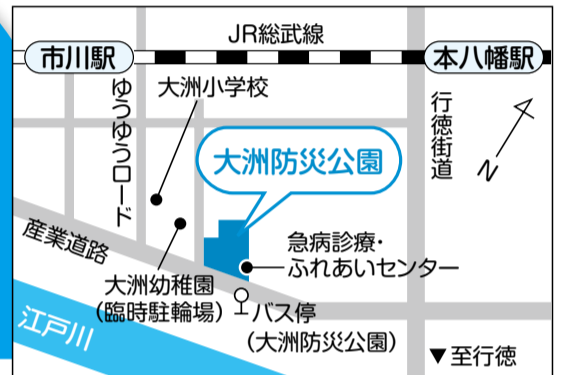 JR総武線
市川駅
本八幡駅
大洲小学校
ゆうゆうロード
行徳街道
N
大洲防災公園
産業道路
急病診療・
ふれあいセンター
大洲幼稚園
（臨時駐輪場）
バス停
（大洲防災公園）
江戸川
▼至行徳